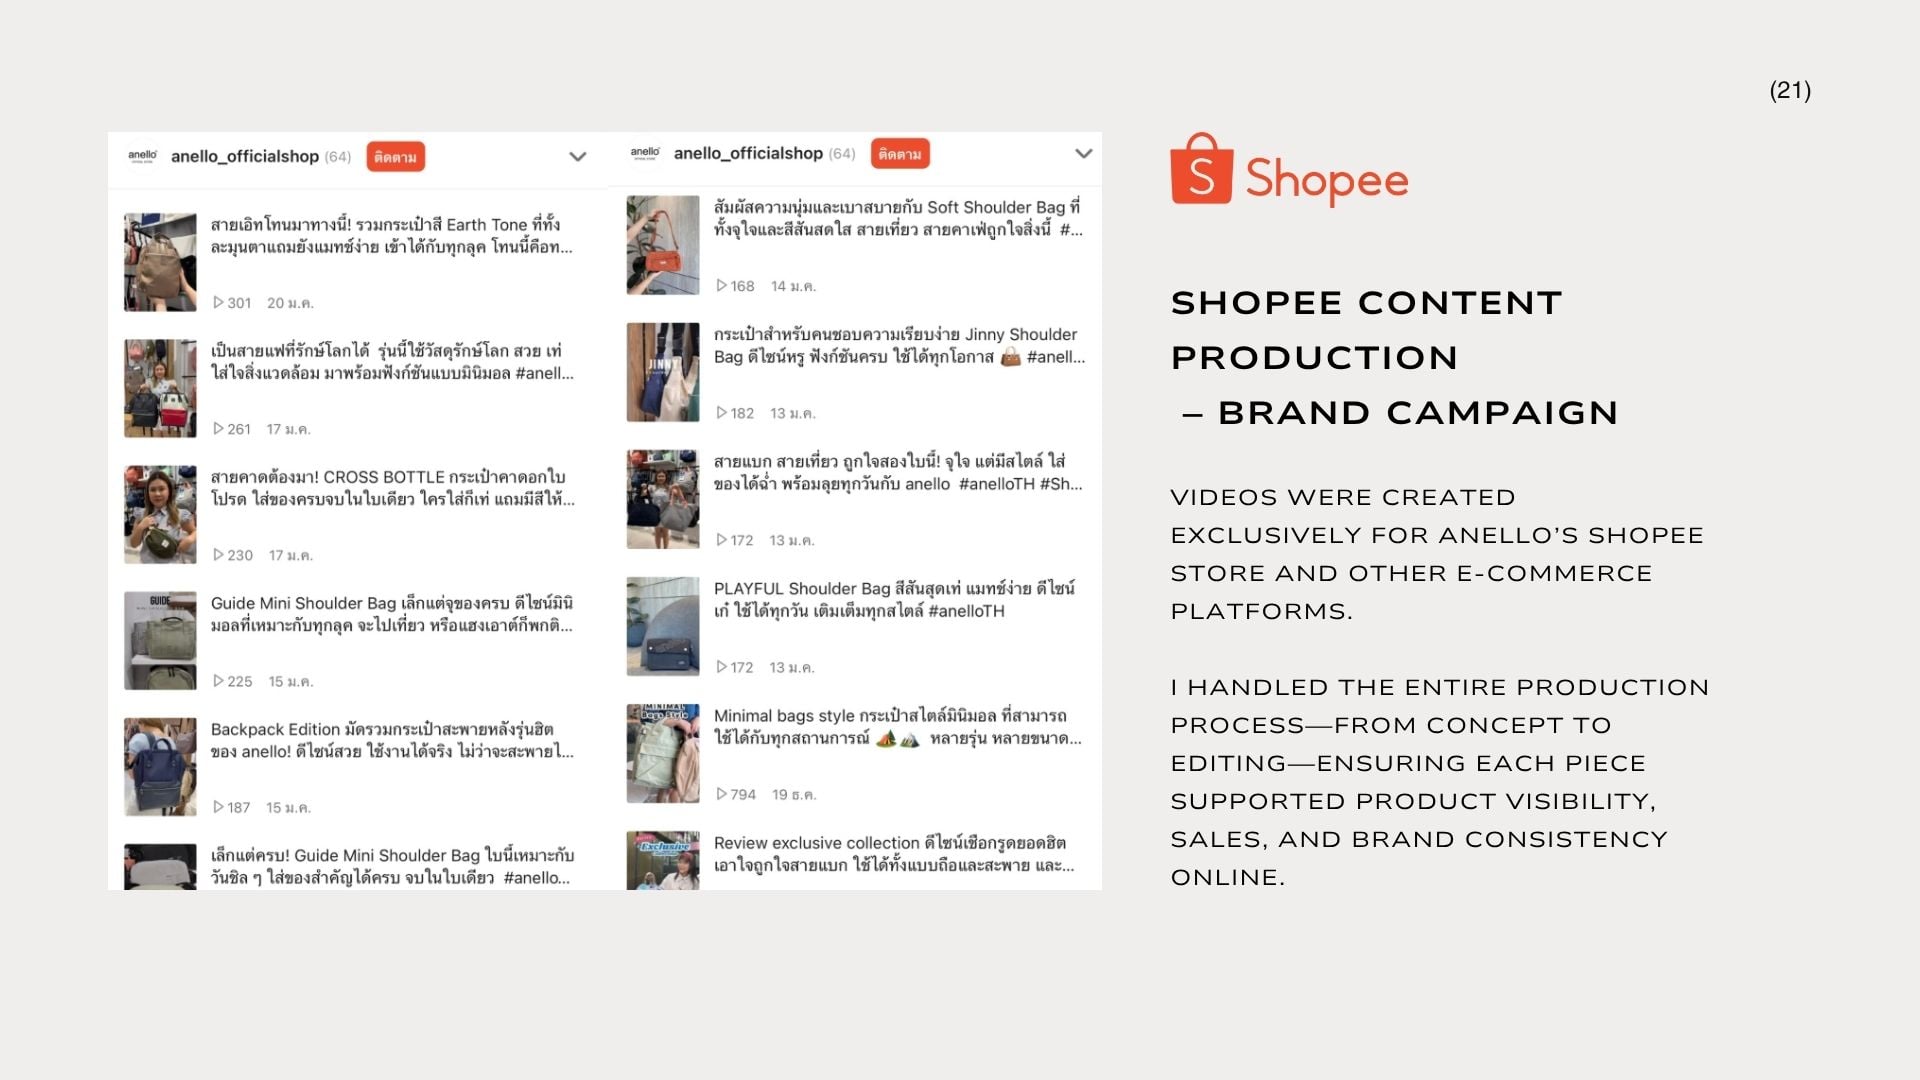 (21)
anello
anello_officialshop (64) ติดตาม
สายเอิทโทนมาทางนี้! รวมกระเป๋าสี Earth Tone ที่ทั้ง
ละมุนตาแถมยังแมทช์ง่าย เข้าได้กับทุกลุค โทนนี้คือท...
301 20 ม.ค.
เป็นสายแฟที่รักษ์โลกได้ รุ่นนี้ใช้วัสดุรักษ์โลก สวย เท่
ใส่ใจสิ่งแวดล้อม มาพร้อมฟังก์ชันแบบมินิมอล #anell...
261 17 ม.ค.
สายคาดต้องมา! CROSS BOTTLE กระเป๋าคาดอกใบ
โปรด ใส่ของครบจบในใบเดียว ใครใส่ก็เท่ แถมมีสีให้...
230 17 ม.ค.
GUIDE
Guide Mini Shoulder Bag เล็กแต่จุของครบ ดีไซน์มินิ
มอลที่เหมาะกับทุกลุค จะไปเที่ยว หรือแฮงเอาต์ก็พกติ...
225 15 ม.ค.
Backpack Edition มัดรวมกระเป๋าสะพายหลังรุ่นฮิต
ของ anello! ดีไซน์สวย ใช้งานได้จริง ไม่ว่าจะสะพายไ...
187 15 ม.ค.
เล็กแต่ครบ! Guide Mini Shoulder Bag ใบนี้เหมาะกับ
วันชิล ๆ ใส่ของสำคัญได้ครบ จบในใบเดียว #anello...
anello
anello_officialshop (64) ติดตาม
สัมผัสความนุ่มและเบาสบายกับ Soft Shoulder Bag ที่
ทั้งจุใจและสีสันสดใส สายเที่ยว สายคาเฟ่ถูกใจสิ่งนี้ #...
168 14 ม.ค.
JINNY
กระเป๋าสำหรับคนชอบความเรียบง่าย Jinny Shoulder
Bag ดีไซน์หรู ฟังก์ชันครบ ใช้ได้ทุกโอกาส 👜 #anell...
182 13 ม.ค.
สายแบก สายเที่ยว ถูกใจสองใบนี้! จุใจ แต่มีสไตล์ ใส่
ของได้ฉ่ำ พร้อมลุยทุกวันกับ anello #anelloTH #Sh...
172 13 ม.ค.
PLAYFUL Shoulder Bag สีสันสุดเท่ แมทช์ง่าย ดีไซน์
เก๋ ใช้ได้ทุกวัน เติมเต็มทุกสไตล์ #anelloTH
172 13 ม.ค.
MINIMAL
Bags Style
Minimal bags style กระเป๋าสไตล์มินิมอล ที่สามารถ
ใช้ได้กับทุกสถานการณ์ 🏕️🏔️ หลายรุ่น หลายขนาด...
794 19 ธ.ค.
Exclusive
Review exclusive collection ดีไซน์เชือกรูดยอดฮิต
เอาใจถูกใจสายแบก ใช้ได้ทั้งแบบถือและสะพาย และ...
S Shopee
SHOPEE CONTENT
PRODUCTION
– BRAND CAMPAIGN
VIDEOS WERE CREATED
EXCLUSIVELY FOR ANELLO’S SHOPEE
STORE AND OTHER E-COMMERCE
PLATFORMS.
I HANDLED THE ENTIRE PRODUCTION
PROCESS—FROM CONCEPT TO
EDITING—ENSURING EACH PIECE
SUPPORTED PRODUCT VISIBILITY,
SALES, AND BRAND CONSISTENCY
ONLINE.